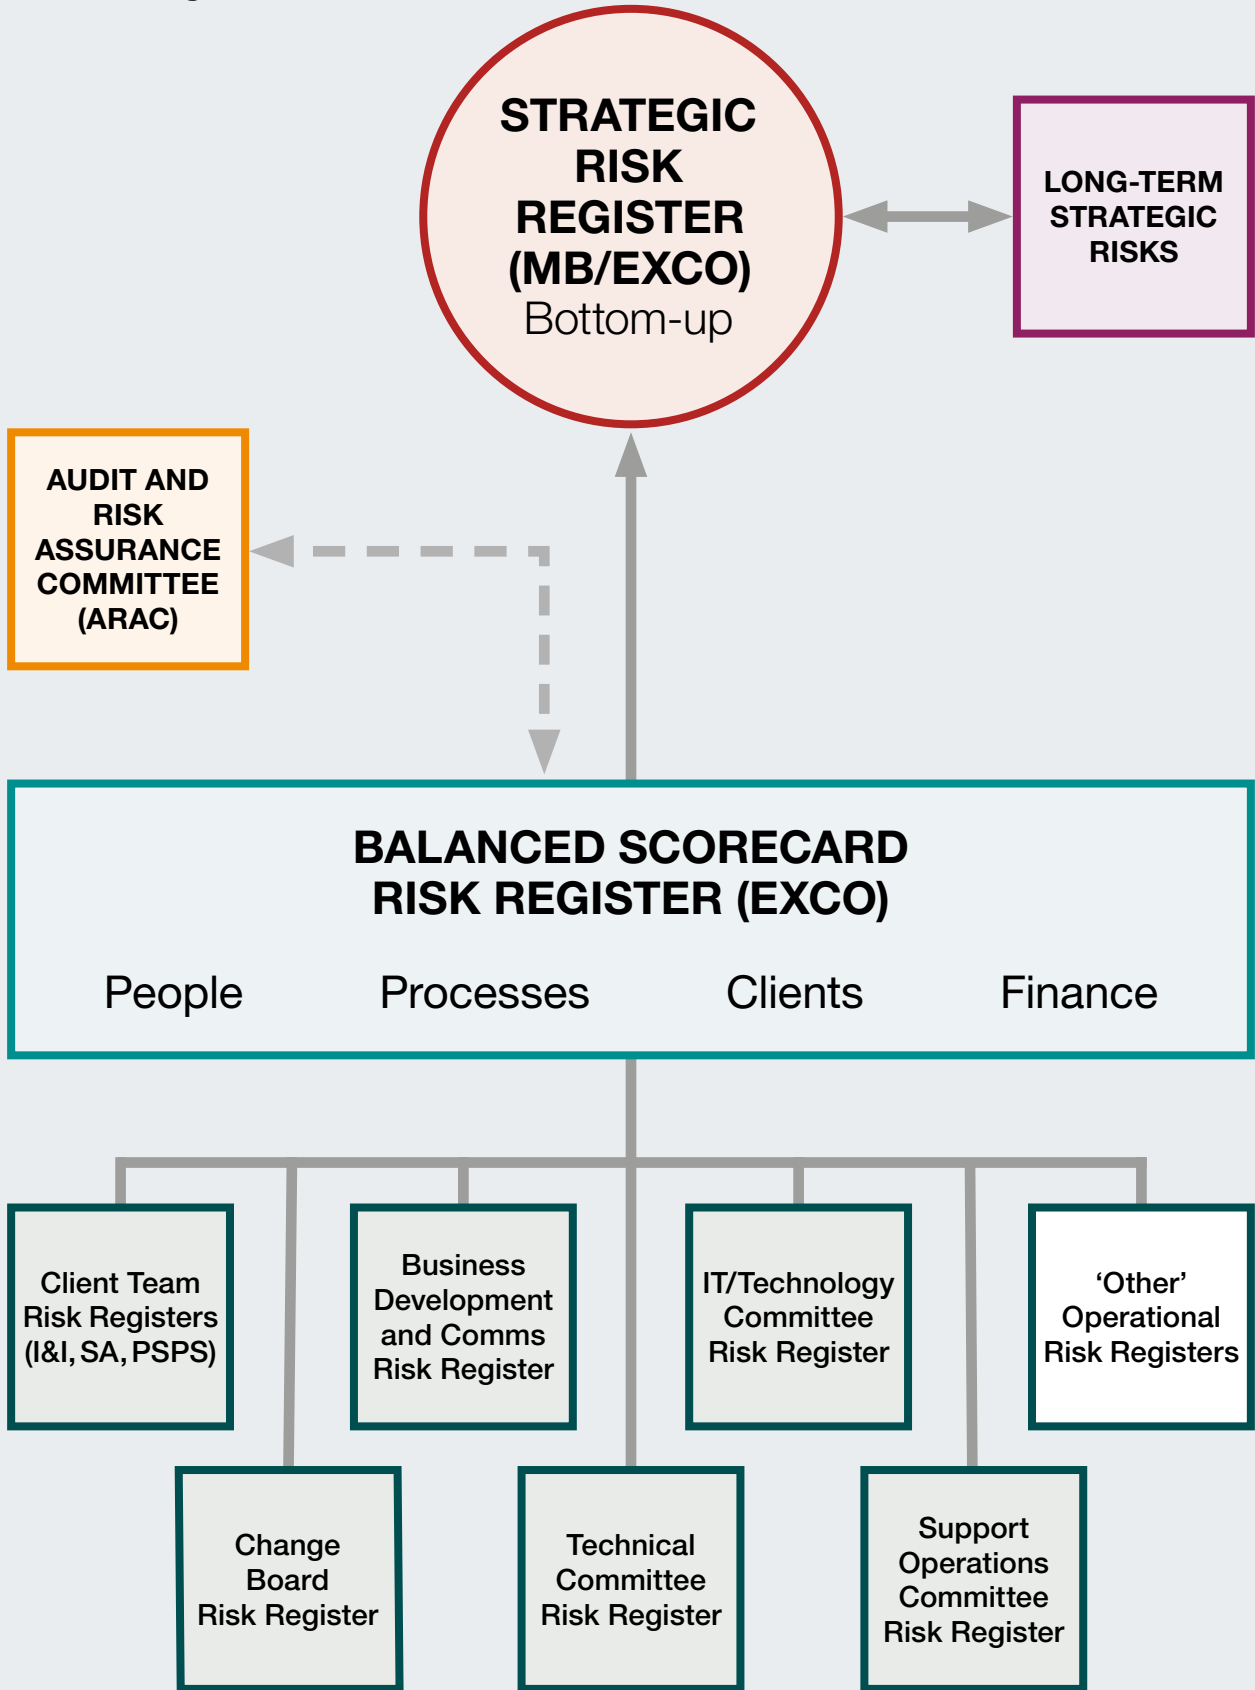 STRATEGIC
RISK
REGISTER
(MB/EXCO)
Bottom-up
LONG-TERM
STRATEGIC
RISKS
AUDIT AND
RISK
ASSURANCE
COMMITTEE
(ARAC)
BALANCED SCORECARD
RISK REGISTER (EXCO)
People Processes Clients Finance
Client Team
Risk Registers
(I&I, SA, PSPS)
Business
Development
and Comms
Risk Register
IT/Technology
Committee
Risk Register
‘Other’
Operational
Risk Registers
Change
Board
Risk Register
Technical
Committee
Risk Register
Support
Operations
Committee
Risk Register